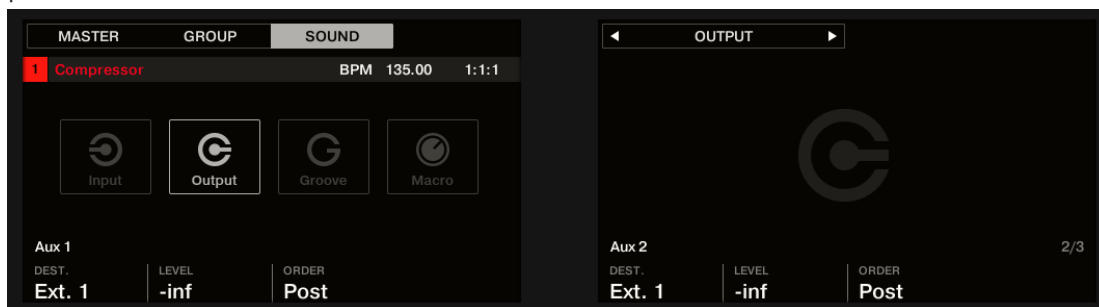 MASTER GROUP SOUND
1 Compressor BPM 135.00 1:1:1
Input Output Groove Macro
Aux 1
DEST. LEVEL ORDER
Ext. 1 -inf Post
◀ OUTPUT ▶
Aux 2 2/3
DEST. LEVEL ORDER
Ext. 1 -inf Post